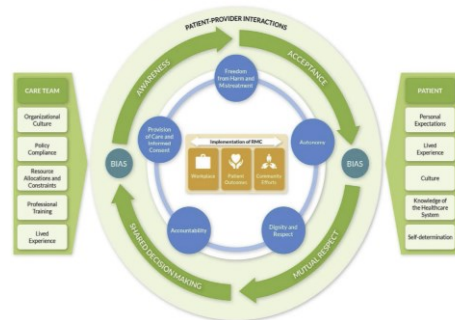 PATIENT-PROVIDER INTERACTIONS
AWARENESS
ACCEPTANCE
MUTUAL RESPECT
SHARED DECISION MAKING
BIAS
BIAS
CARE TEAM
Organizational
Culture
Policy
Compliance
Resource
Allocations and
Constraints
Professional
Training
Lived
Experience
Freedom
from Harm and
Mistreatment
Autonomy
Dignity and
Respect
Accountability
Provision
of Care and
Informed
Consent
Implementation of RMC
Workplace
Patient
Outcomes
Community
Efforts
PATIENT
Personal
Expectations
Lived
Experience
Culture
Knowledge of
the Healthcare
System
Self-determination